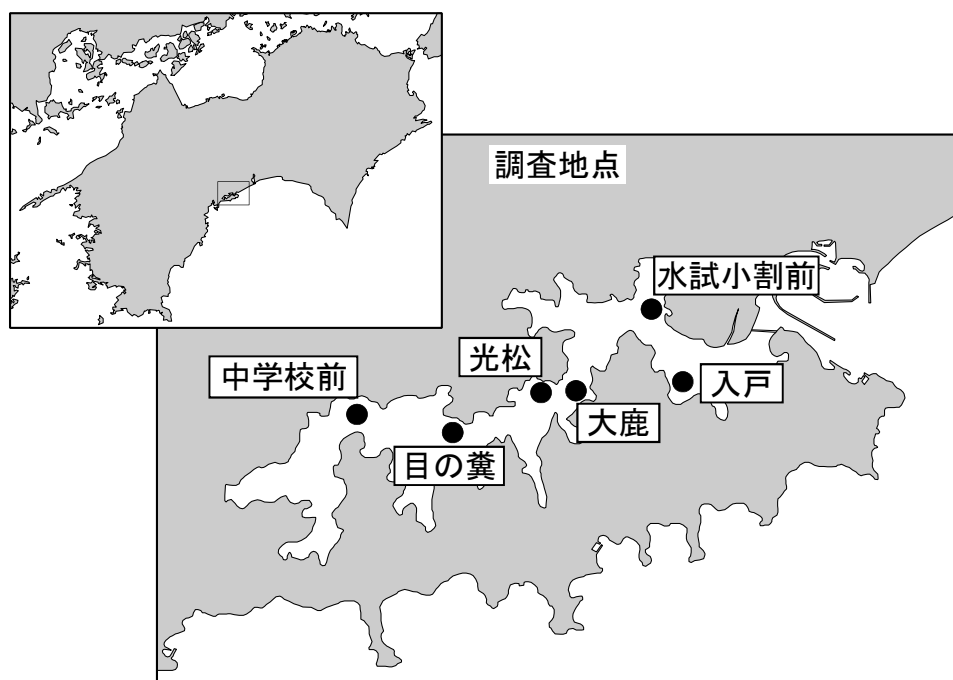 調査地点
水試小割前
光松
中学校前
入戸
大鹿
目の糞